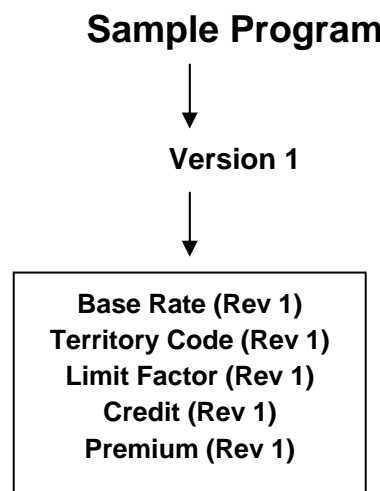 Sample Program
Version 1
Base Rate (Rev 1)
Territory Code (Rev 1)
Limit Factor (Rev 1)
Credit (Rev 1)
Premium (Rev 1)